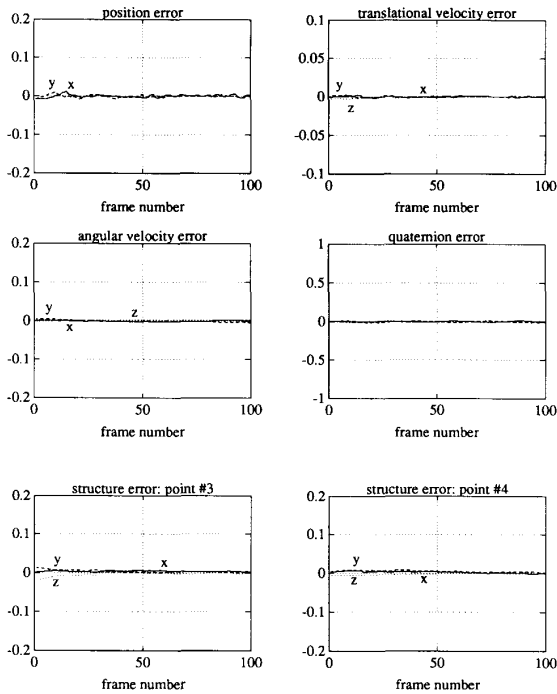 position error
0.2
0.1
0
-0.1
-0.2
y x
0 50 100
frame number
translational velocity error
0.1
0.05
0
-0.05
-0.1
y
x
z
0 50 100
frame number
angular velocity error
0.2
0.1
0
-0.1
-0.2
y
z
x
0 50 100
frame number
quaternion error
1
0.5
0
-0.5
-1
0 50 100
frame number
structure error: point #3
0.2
0.1
0
-0.1
-0.2
y
x
z
0 50 100
frame number
structure error: point #4
0.2
0.1
0
-0.1
-0.2
y
z
x
0 50 100
frame number